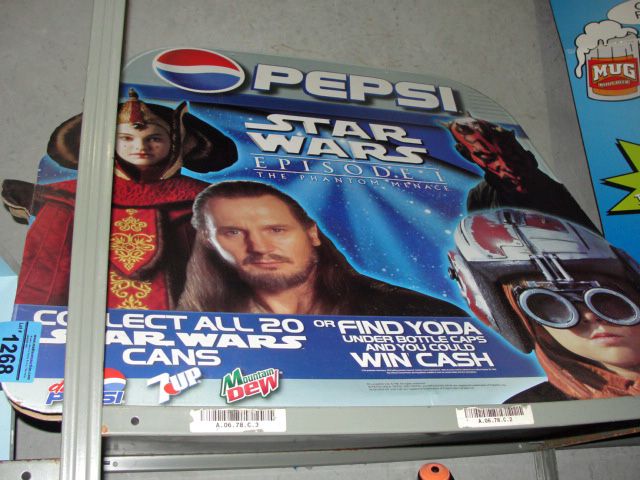 PEPSI
STAR
WARS
EPISODE I
THE PHANTOM MENACE
COLLECT ALL 20
STAR WARS
CANS
OR FIND YODA
UNDER BOTTLE CAPS
AND YOU COULD
WIN CASH
PEPSI
7UP
Mountain
DEW
MUG
1268
A.06.78.C.3
A.06.78.C.2